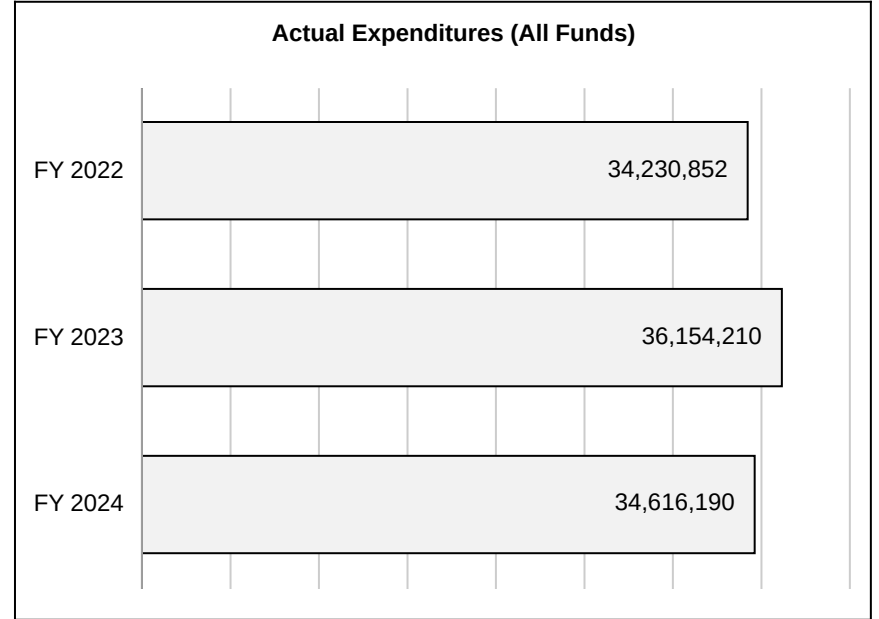 Actual Expenditures (All Funds)
FY 2022
34,230,852
FY 2023
36,154,210
FY 2024
34,616,190